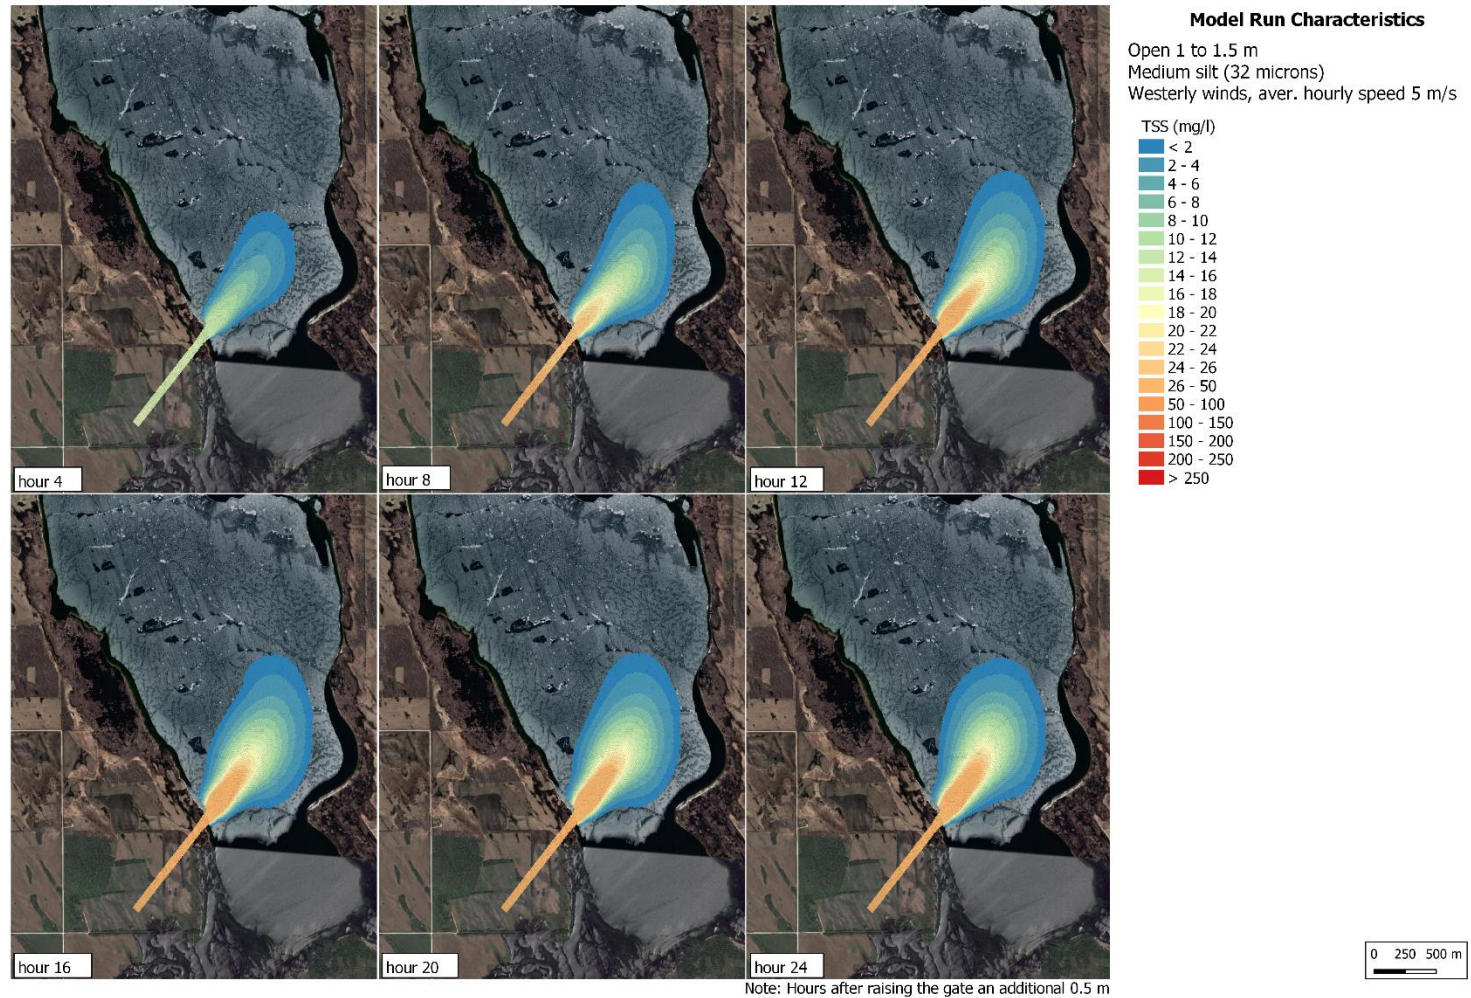 Model Run Characteristics
Open 1 to 1.5 m
Medium silt (32 microns)
Westerly winds, aver. hourly speed 5 m/s
TSS (mg/l)
< 2
2 - 4
4 - 6
6 - 8
8 - 10
10 - 12
12 - 14
14 - 16
16 - 18
18 - 20
20 - 22
22 - 24
24 - 26
26 - 50
50 - 100
100 - 150
150 - 200
200 - 250
> 250
hour 4
hour 8
hour 12
hour 16
hour 20
hour 24
0 250 500 m
Note: Hours after raising the gate an additional 0.5 m